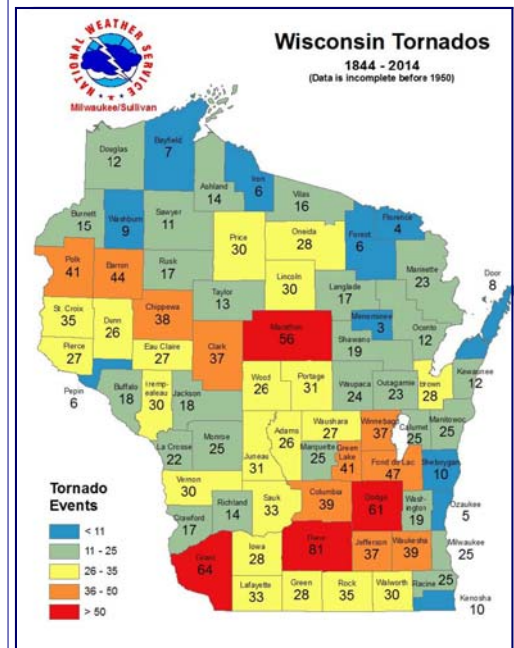 NATIONAL WEATHER SERVICE
Milwaukee/Sullivan
Wisconsin Tornados
1844 - 2014
(Data is incomplete before 1950)
Douglas
12
Bayfield
7
Iron
6
Ashland
14
Vilas
16
Burnett
15
Washburn
9
Sawyer
11
Price
30
Oneida
28
Forest
6
Florence
4
Polk
41
Barron
44
Rusk
17
Lincoln
30
Langlade
17
Marinette
23
Door
8
Taylor
13
St. Croix
35
Dunn
26
Chippewa
38
Marathon
56
Menominee
3
Oconto
12
Pierce
27
Eau Claire
27
Clark
37
Shawano
19
Kewaunee
12
Pepin
6
Buffalo
18
Trempealeau
30
Jackson
18
Wood
26
Portage
31
Waupaca
24
Outagamie
23
brown
28
La Crosse
22
Monroe
25
Juneau
31
Adams
26
Waushara
27
Winnebago
37
Calumet
25
Manitowoc
25
Marquette
25
Green
Lake
41
Fond du Lac
47
Sheboygan
10
Vernon
30
Richland
14
Sauk
33
Columbia
39
Dodge
61
Wash-
ington
19
Ozaukee
5
Crawford
17
Grant
64
Iowa
28
Dane
81
Jefferson
37
Waukesha
39
Milwaukee
25
Lafayette
33
Green
28
Rock
35
Walworth
30
Racine
25
Kenosha
10
Tornado
Events
< 11
11 - 25
26 - 35
36 - 50
> 50